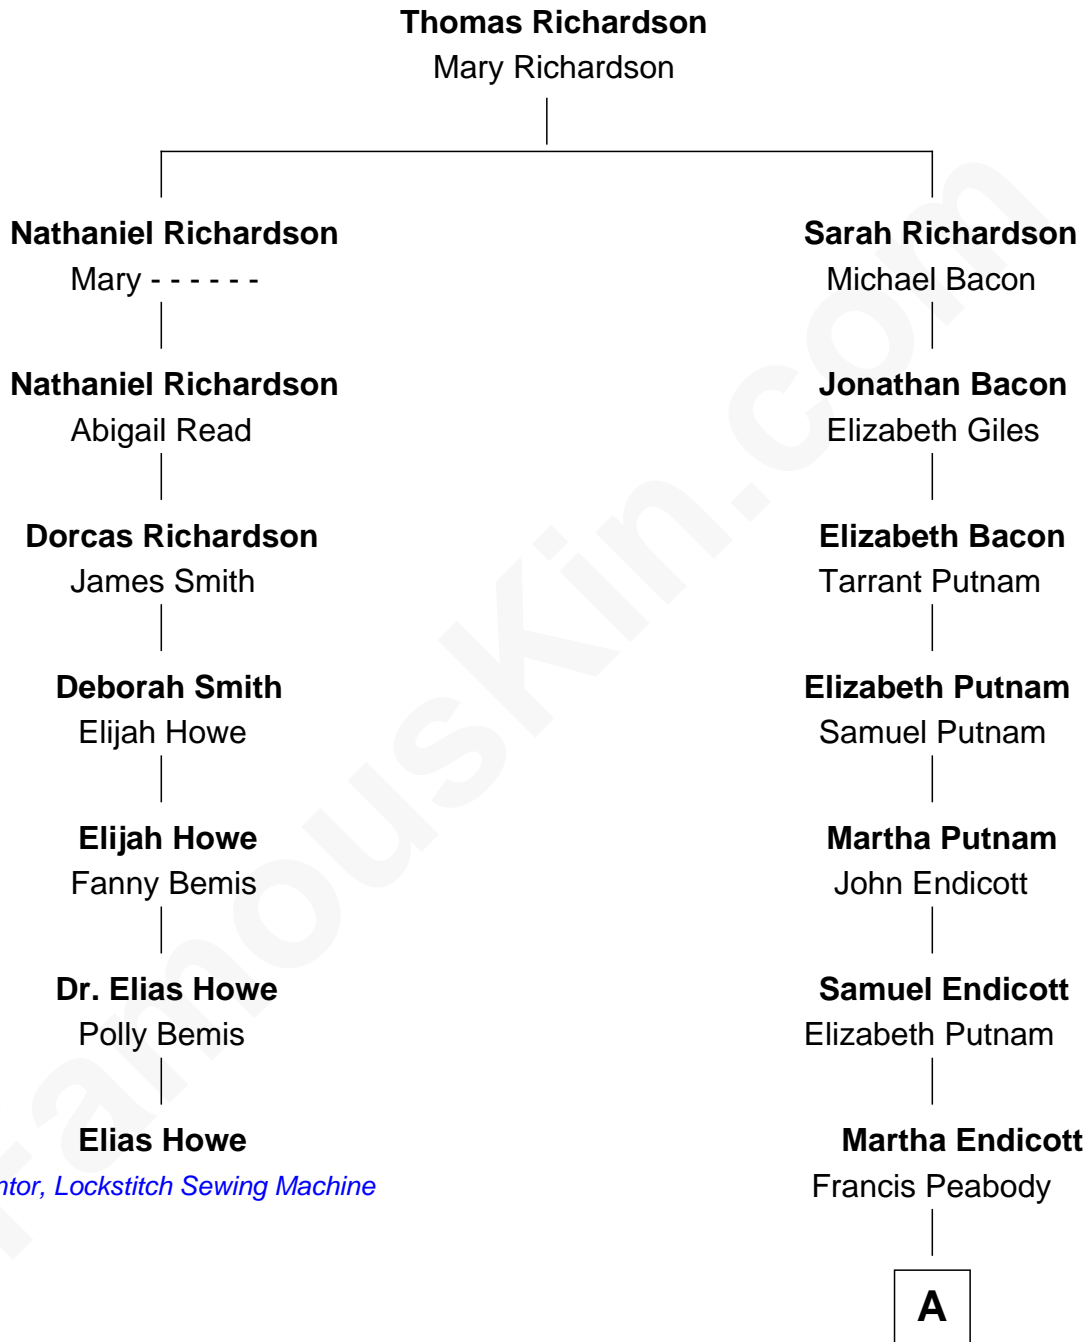 Thomas Richardson
Mary Richardson
Nathaniel Richardson
Mary - - - - - -
Sarah Richardson
Michael Bacon
Nathaniel Richardson
Abigail Read
Jonathan Bacon
Elizabeth Giles
Dorcas Richardson
James Smith
Elizabeth Bacon
Tarrant Putnam
Deborah Smith
Elijah Howe
Elizabeth Putnam
Samuel Putnam
Elijah Howe
Fanny Bemis
Martha Putnam
John Endicott
Dr. Elias Howe
Polly Bemis
Samuel Endicott
Elizabeth Putnam
Elias Howe
ntor, Lockstitch Sewing Machine
Martha Endicott
Francis Peabody
A
FamousKin.com